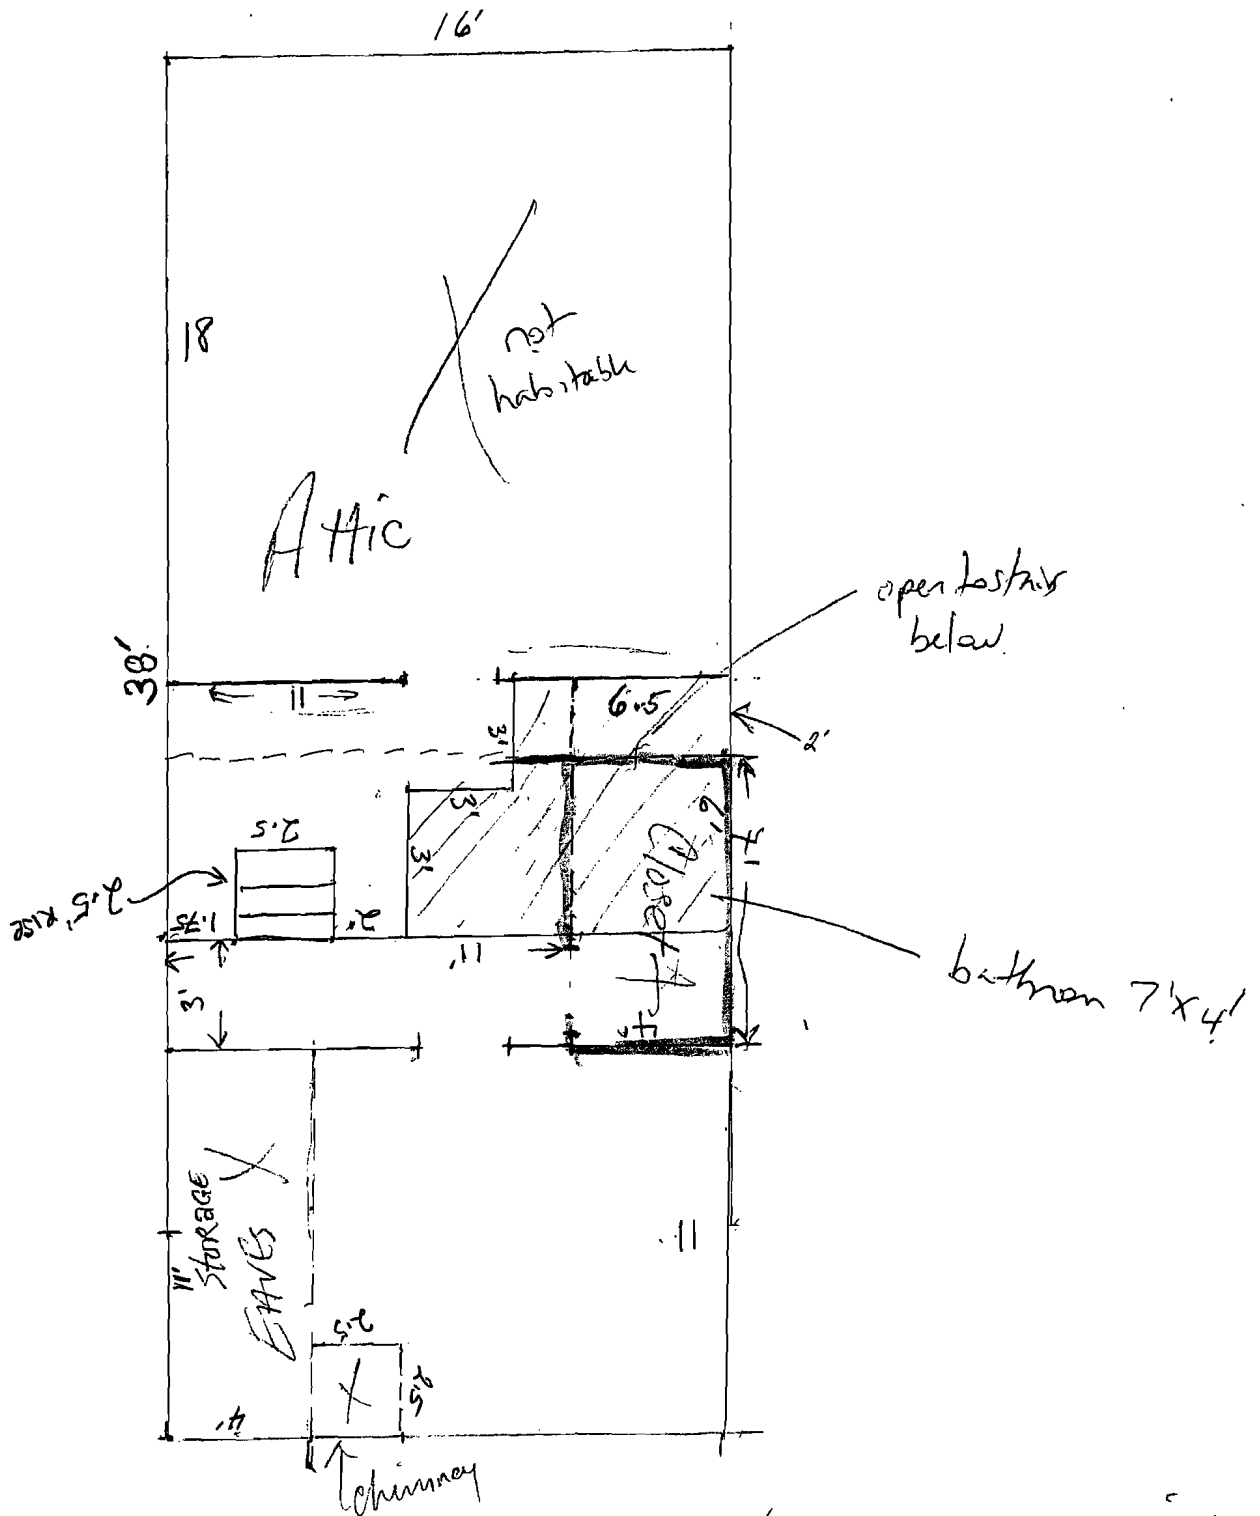 16'
18
not
habitable
Attic
open to stairs
below
38'
11
6.5
3'
2'
3'
3'
6'
7'
Closet
2.5
2.5' RISE
1.75
2'
11'
4'
3'
bathroom 7'x4'
X
STORAGE
EAVES
11'
11
2.5
2.5
X
4'
chimney